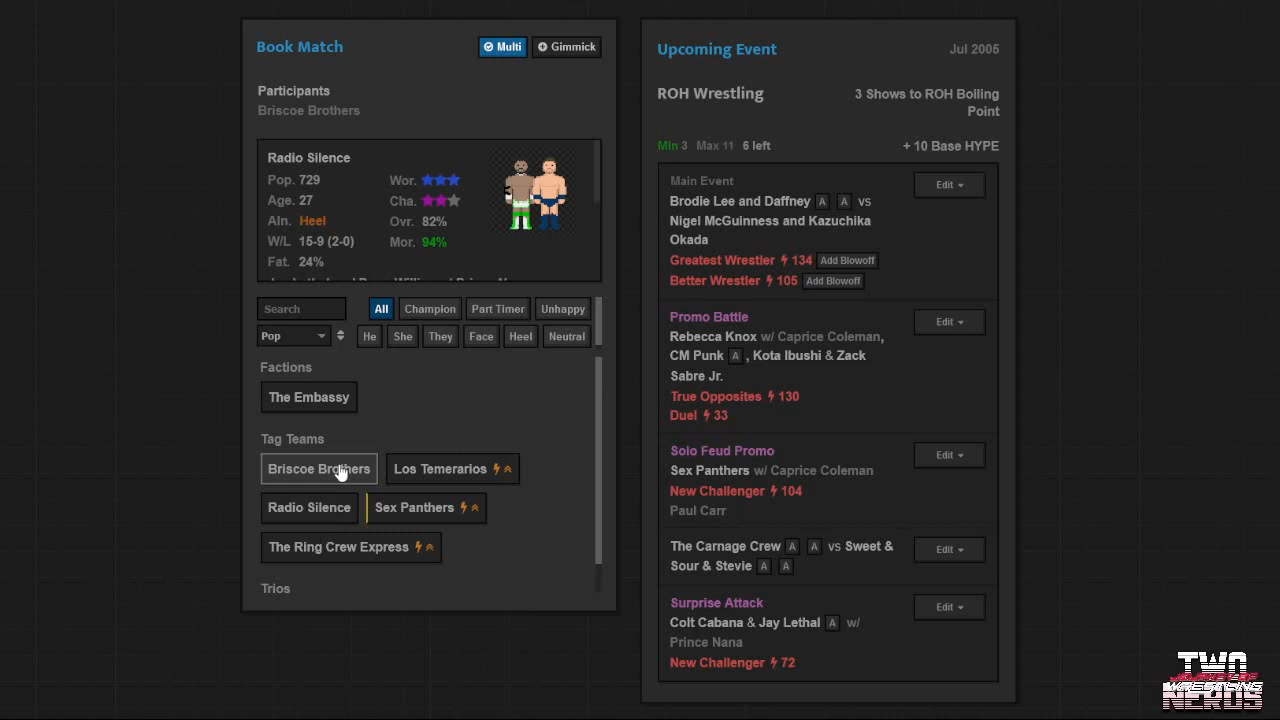 Book Match
Multi
Gimmick
Participants
Briscoe Brothers
Radio Silence
Pop. 729
Wor.
Age. 27
Cha.
Aln. Heel
Ovr. 82%
W/L 15-9 (2-0)
Mor. 94%
Fat. 24%
Search
All
Champion
Part Timer
Unhappy
Pop
He
She
They
Face
Heel
Neutral
Factions
The Embassy
Tag Teams
Briscoe Brothers
Los Temerarios
Radio Silence
Sex Panthers
The Ring Crew Express
Trios
Upcoming Event
Jul 2005
ROH Wrestling
3 Shows to ROH Boiling
Point
Min 3 Max 11 6 left
+ 10 Base HYPE
Main Event
Edit
Brodie Lee and Daffney A A vs
Nigel McGuinness and Kazuchika
Okada
Greatest Wrestler 134 Add Blowoff
Better Wrestler 105 Add Blowoff
Promo Battle
Edit
Rebecca Knox w/ Caprice Coleman,
CM Punk A , Kota Ibushi & Zack
Sabre Jr.
True Opposites 130
Duel 33
Solo Feud Promo
Edit
Sex Panthers w/ Caprice Coleman
New Challenger 104
Paul Carr
The Carnage Crew A A vs Sweet &
Sour & Stevie A A
Edit
Surprise Attack
Edit
Colt Cabana & Jay Lethal A w/
Prince Nana
New Challenger 72
TWO
WRESTLING
NERDS